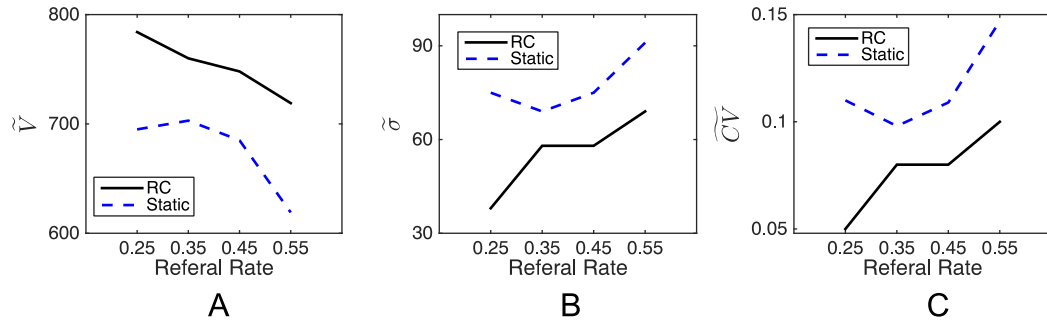 800
700
600
Ṽ
RC
Static
0.25 0.35 0.45 0.55
Referal Rate
A
90
60
30
σ̃
RC
Static
0.25 0.35 0.45 0.55
Referal Rate
B
0.15
0.1
0.05
C̃V
RC
Static
0.25 0.35 0.45 0.55
Referal Rate
C